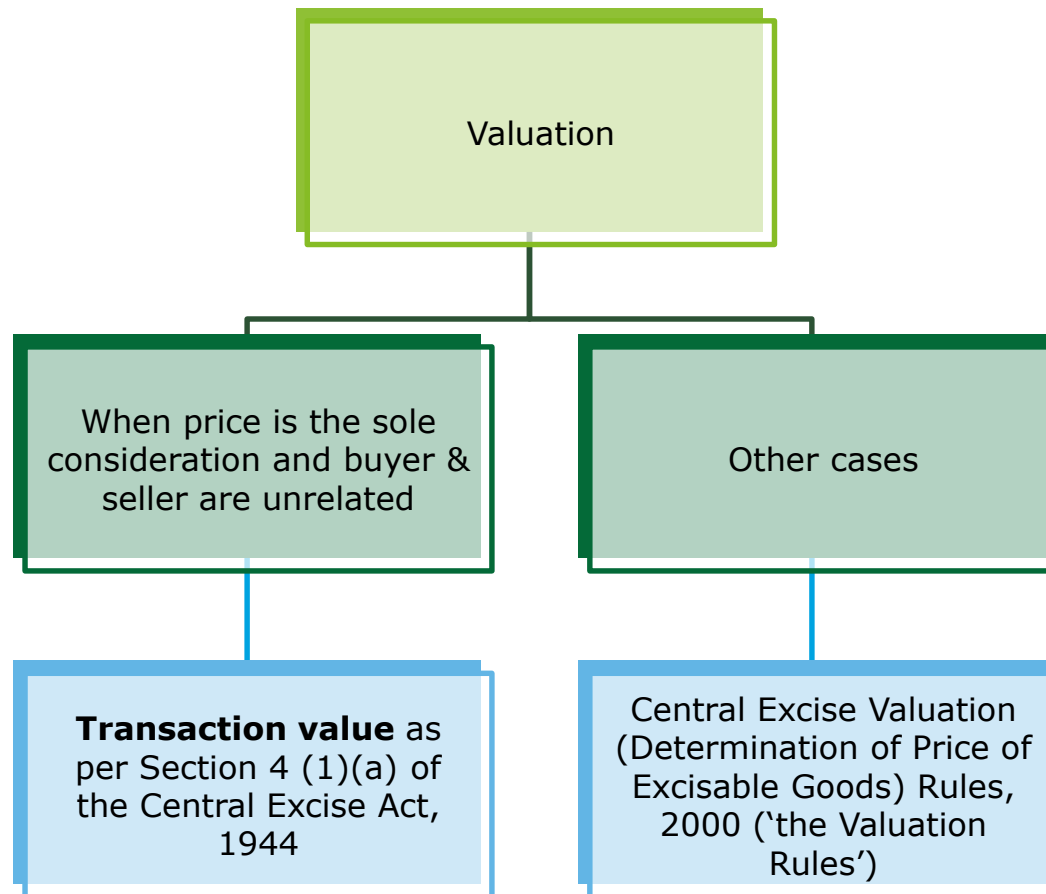 Valuation
When price is the sole
consideration and buyer &
seller are unrelated
Other cases
Transaction value as
per Section 4 (1)(a) of
the Central Excise Act,
1944
Central Excise Valuation
(Determination of Price of
Excisable Goods) Rules,
2000 (‘the Valuation
Rules’)